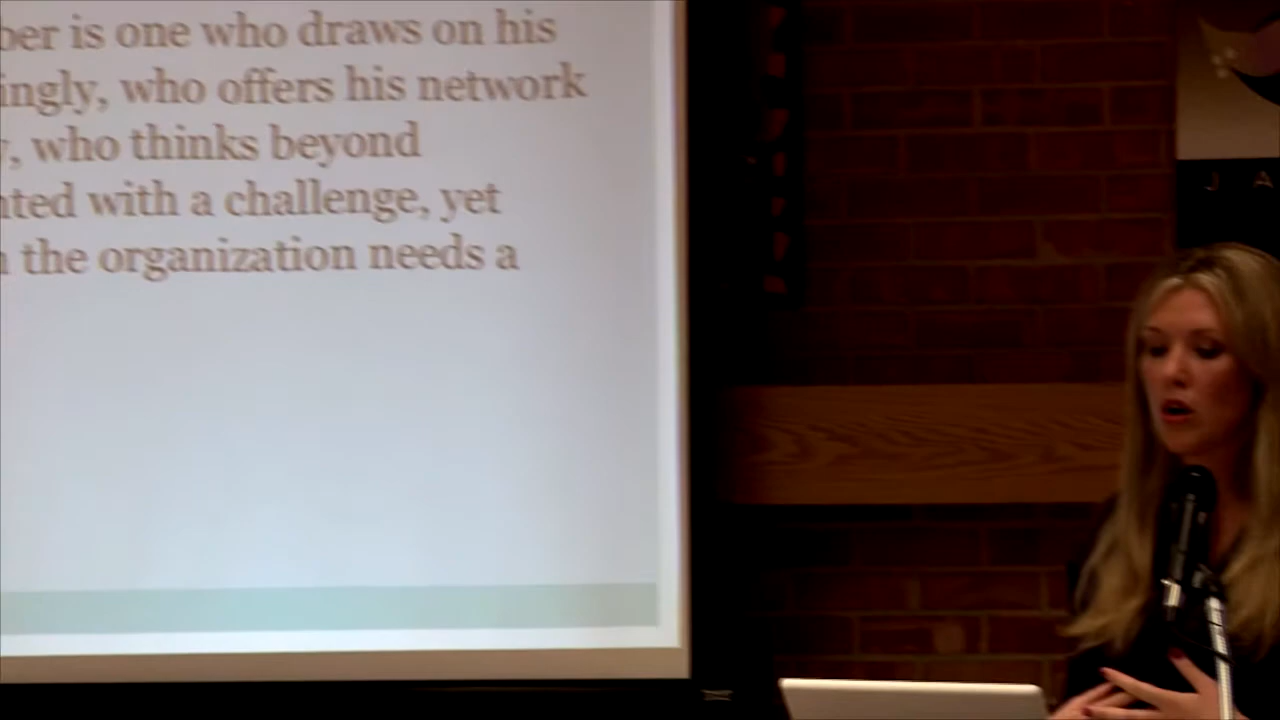 ber is one who draws on his
ingly, who offers his network
, who thinks beyond
nted with a challenge, yet
the organization needs a
J A